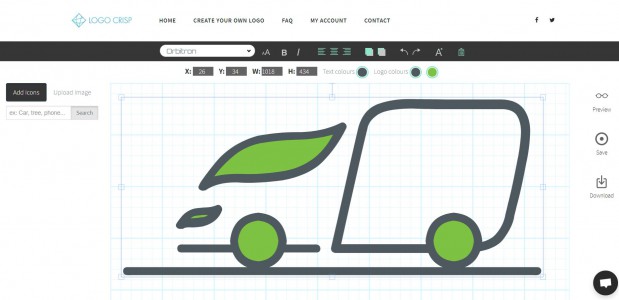 LOGO CRISP
HOME CREATE YOUR OWN LOGO FAQ MY ACCOUNT CONTACT
Orbitron
AA B I A
X: 26 Y: 34 W: 1018 H: 434 Text colours Logo colours
Add Icons Upload Image
ex: Car, tree, phone... Search
Preview
Save
Download